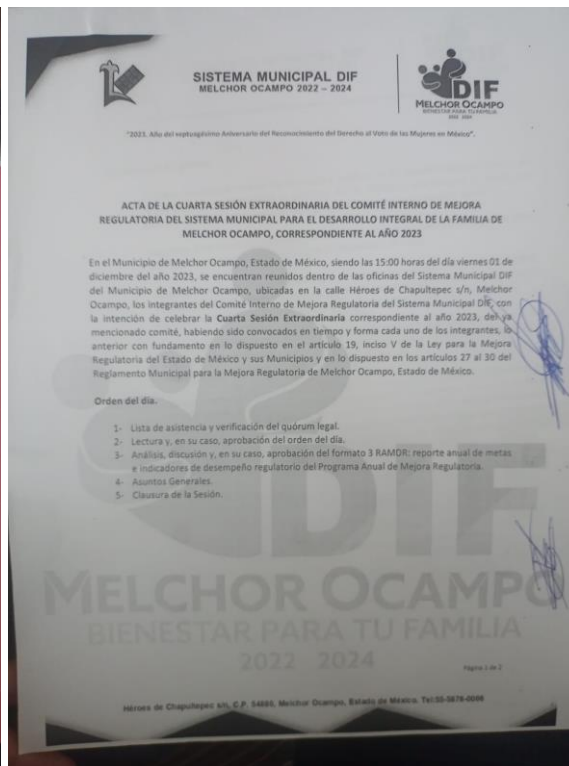 SISTEMA MUNICIPAL DIF
MELCHOR OCAMPO 2022 – 2024
DIF
MELCHOR OCAMPO
BIENESTAR PARA TU FAMILIA
2022 2024
"2023. Año del septuagésimo Aniversario del Reconocimiento del Derecho al Voto de las Mujeres en México".
ACTA DE LA CUARTA SESIÓN EXTRAORDINARIA DEL COMITÉ INTERNO DE MEJORA
REGULATORIA DEL SISTEMA MUNICIPAL PARA EL DESARROLLO INTEGRAL DE LA FAMILIA DE
MELCHOR OCAMPO, CORRESPONDIENTE AL AÑO 2023
En el Municipio de Melchor Ocampo, Estado de México, siendo las 15:00 horas del día viernes 01 de
diciembre del año 2023, se encuentran reunidos dentro de las oficinas del Sistema Municipal DIF
del Municipio de Melchor Ocampo, ubicadas en la calle Héroes de Chapultepec s/n, Melchor
Ocampo, los integrantes del Comité Interno de Mejora Regulatoria del Sistema Municipal DIF, con
la intención de celebrar la Cuarta Sesión Extraordinaria correspondiente al año 2023, del ya
mencionado comité, habiendo sido convocados en tiempo y forma cada uno de los integrantes, lo
anterior con fundamento en lo dispuesto en el artículo 19, inciso V de la Ley para la Mejora
Regulatoria del Estado de México y sus Municipios y en lo dispuesto en los artículos 27 al 30 del
Reglamento Municipal para la Mejora Regulatoria de Melchor Ocampo, Estado de México.
Orden del día.
1- Lista de asistencia y verificación del quórum legal.
2- Lectura y, en su caso, aprobación del orden del día.
3- Análisis, discusión y, en su caso, aprobación del formato 3 RAMDR: reporte anual de metas
e indicadores de desempeño regulatorio del Programa Anual de Mejora Regulatoria.
4- Asuntos Generales.
5- Clausura de la Sesión.
DIF
MELCHOR OCAMPO
BIENESTAR PARA TU FAMILIA
2022 2024
Página 1 de 2
Héroes de Chapultepec s/n, C.P. 54880, Melchor Ocampo, Estado de México. Tel:55-5878-0096